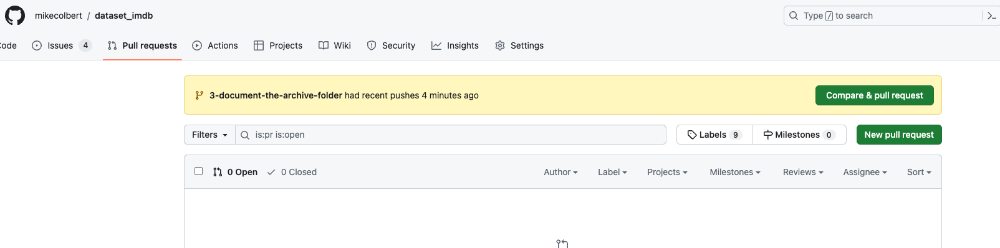 mikecolbert / dataset_imdb
Type / to search
ode Issues 4 Pull requests Actions Projects Wiki Security Insights Settings
3-document-the-archive-folder had recent pushes 4 minutes ago Compare & pull request
Filters is:pr is:open Labels 9 Milestones 0 New pull request
0 Open 0 Closed Author Label Projects Milestones Reviews Assignee Sort